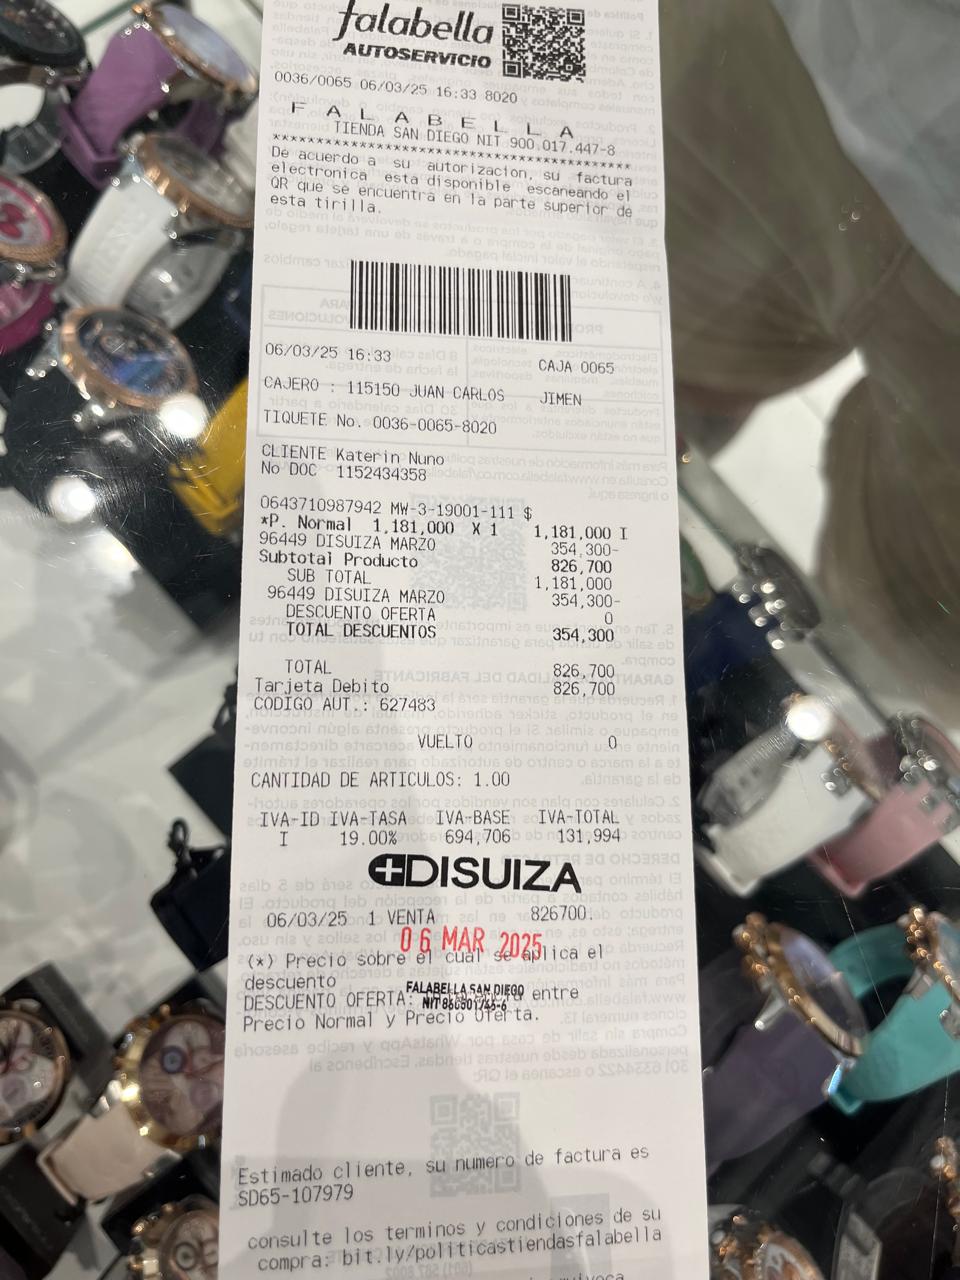 falabella
AUTOSERVICIO
0036/0065 06/03/25 16:33 8020
F A L A B E L L A
TIENDA SAN DIEGO NIT 900.017.447-8
****************************************
De acuerdo a su autorizacion, su factura
electronica esta disponible escaneando el
QR que se encuentra en la parte superior de
esta tirilla.
06/03/25 16:33 CAJA 0065
CAJERO : 115150 JUAN CARLOS JIMEN
TIQUETE No. 0036-0065-8020
CLIENTE Katerin Nuno
No DOC 1152434358
0643710987942 MW-3-19001-111 $
*P. Normal 1,181,000 X 1 1,181,000 I
96449 DISUIZA MARZO 354,300-
Subtotal Producto 826,700
SUB TOTAL 1,181,000
96449 DISUIZA MARZO 354,300-
DESCUENTO OFERTA 0
TOTAL DESCUENTOS 354,300
TOTAL 826,700
Tarjeta Debito 826,700
CODIGO AUT.: 627483
VUELTO 0
CANTIDAD DE ARTICULOS: 1.00
IVA-ID IVA-TASA IVA-BASE IVA-TOTAL
I 19.00% 694,706 131,994
DISUIZA
06/03/25 1 VENTA 826700.
06 MAR 2025
(*) Precio sobre el cual se aplica el
descuento
FALABELLA SAN DIEGO
DESCUENTO OFERTA: entre
NIT
Precio Normal y Precio Oferta.
Estimado cliente, su numero de factura es
SD65-107979
consulte los terminos y condiciones de su
compra: bit.ly/politicastiendasfalabella